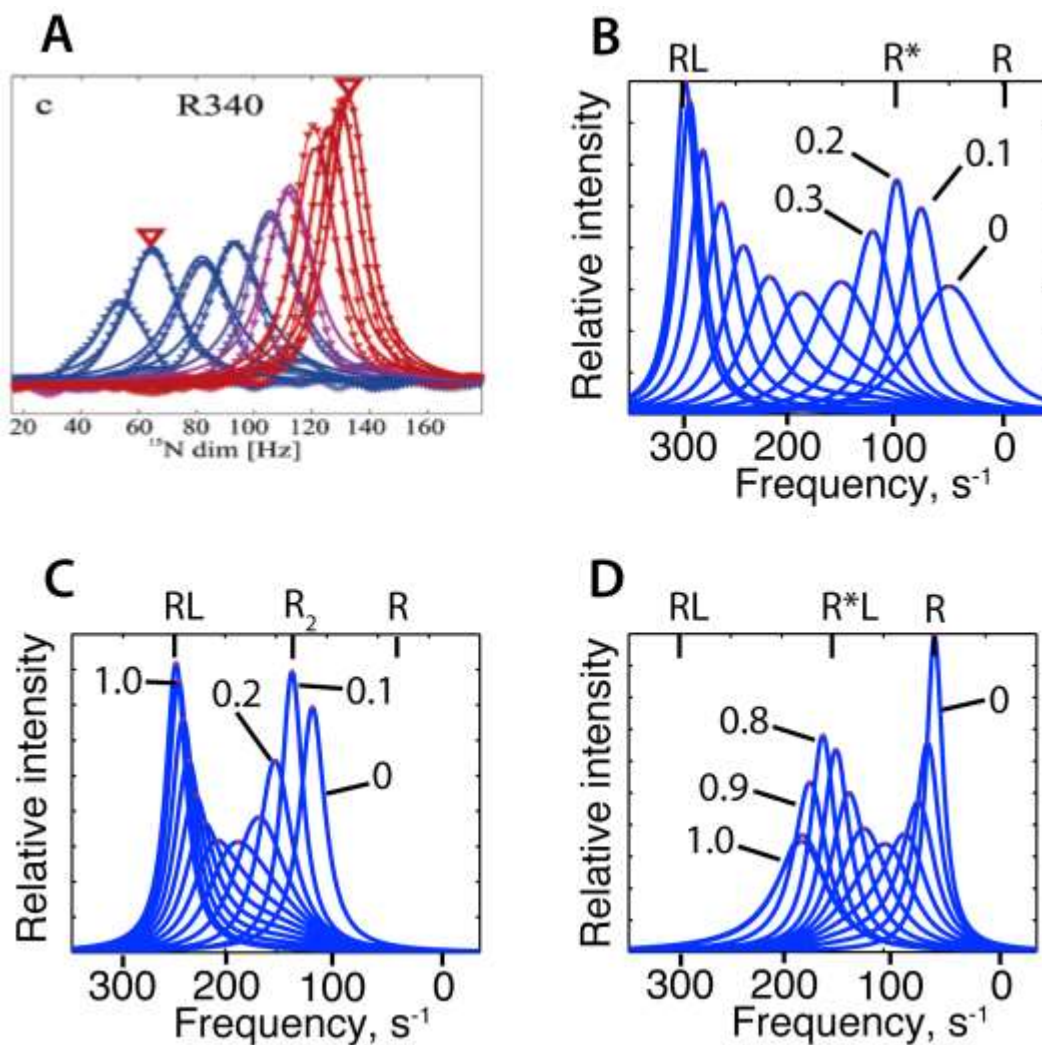 A
c R340
20 40 60 80 100 120 140 160
15N dim [Hz]
B
RL R* R
0.2 0.1
0.3 0
Relative intensity
300 200 100 0
Frequency, s-1
C
RL R2 R
1.0 0.2 0.1
0
Relative intensity
300 200 100 0
Frequency, s-1
D
RL R*L R
0.8 0
0.9
1.0
Relative intensity
300 200 100 0
Frequency, s-1